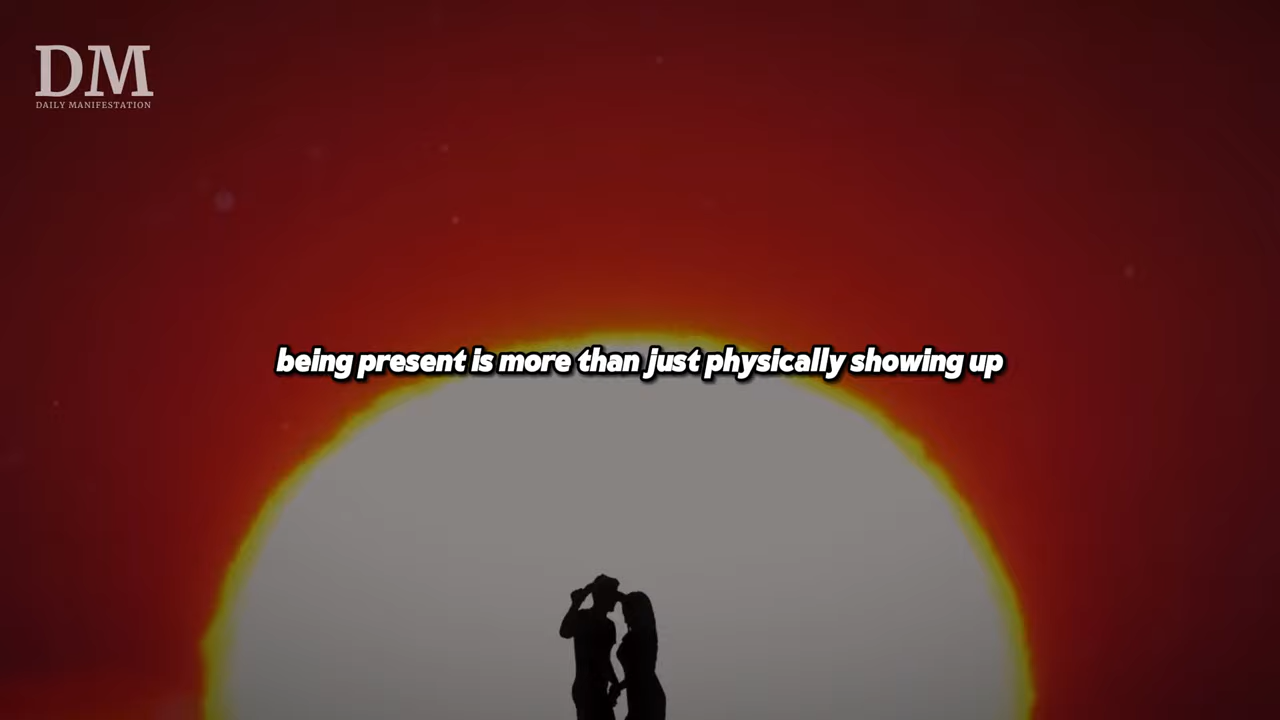 DM
DAILY MANIFESTATION
being present is more than just physically showing up